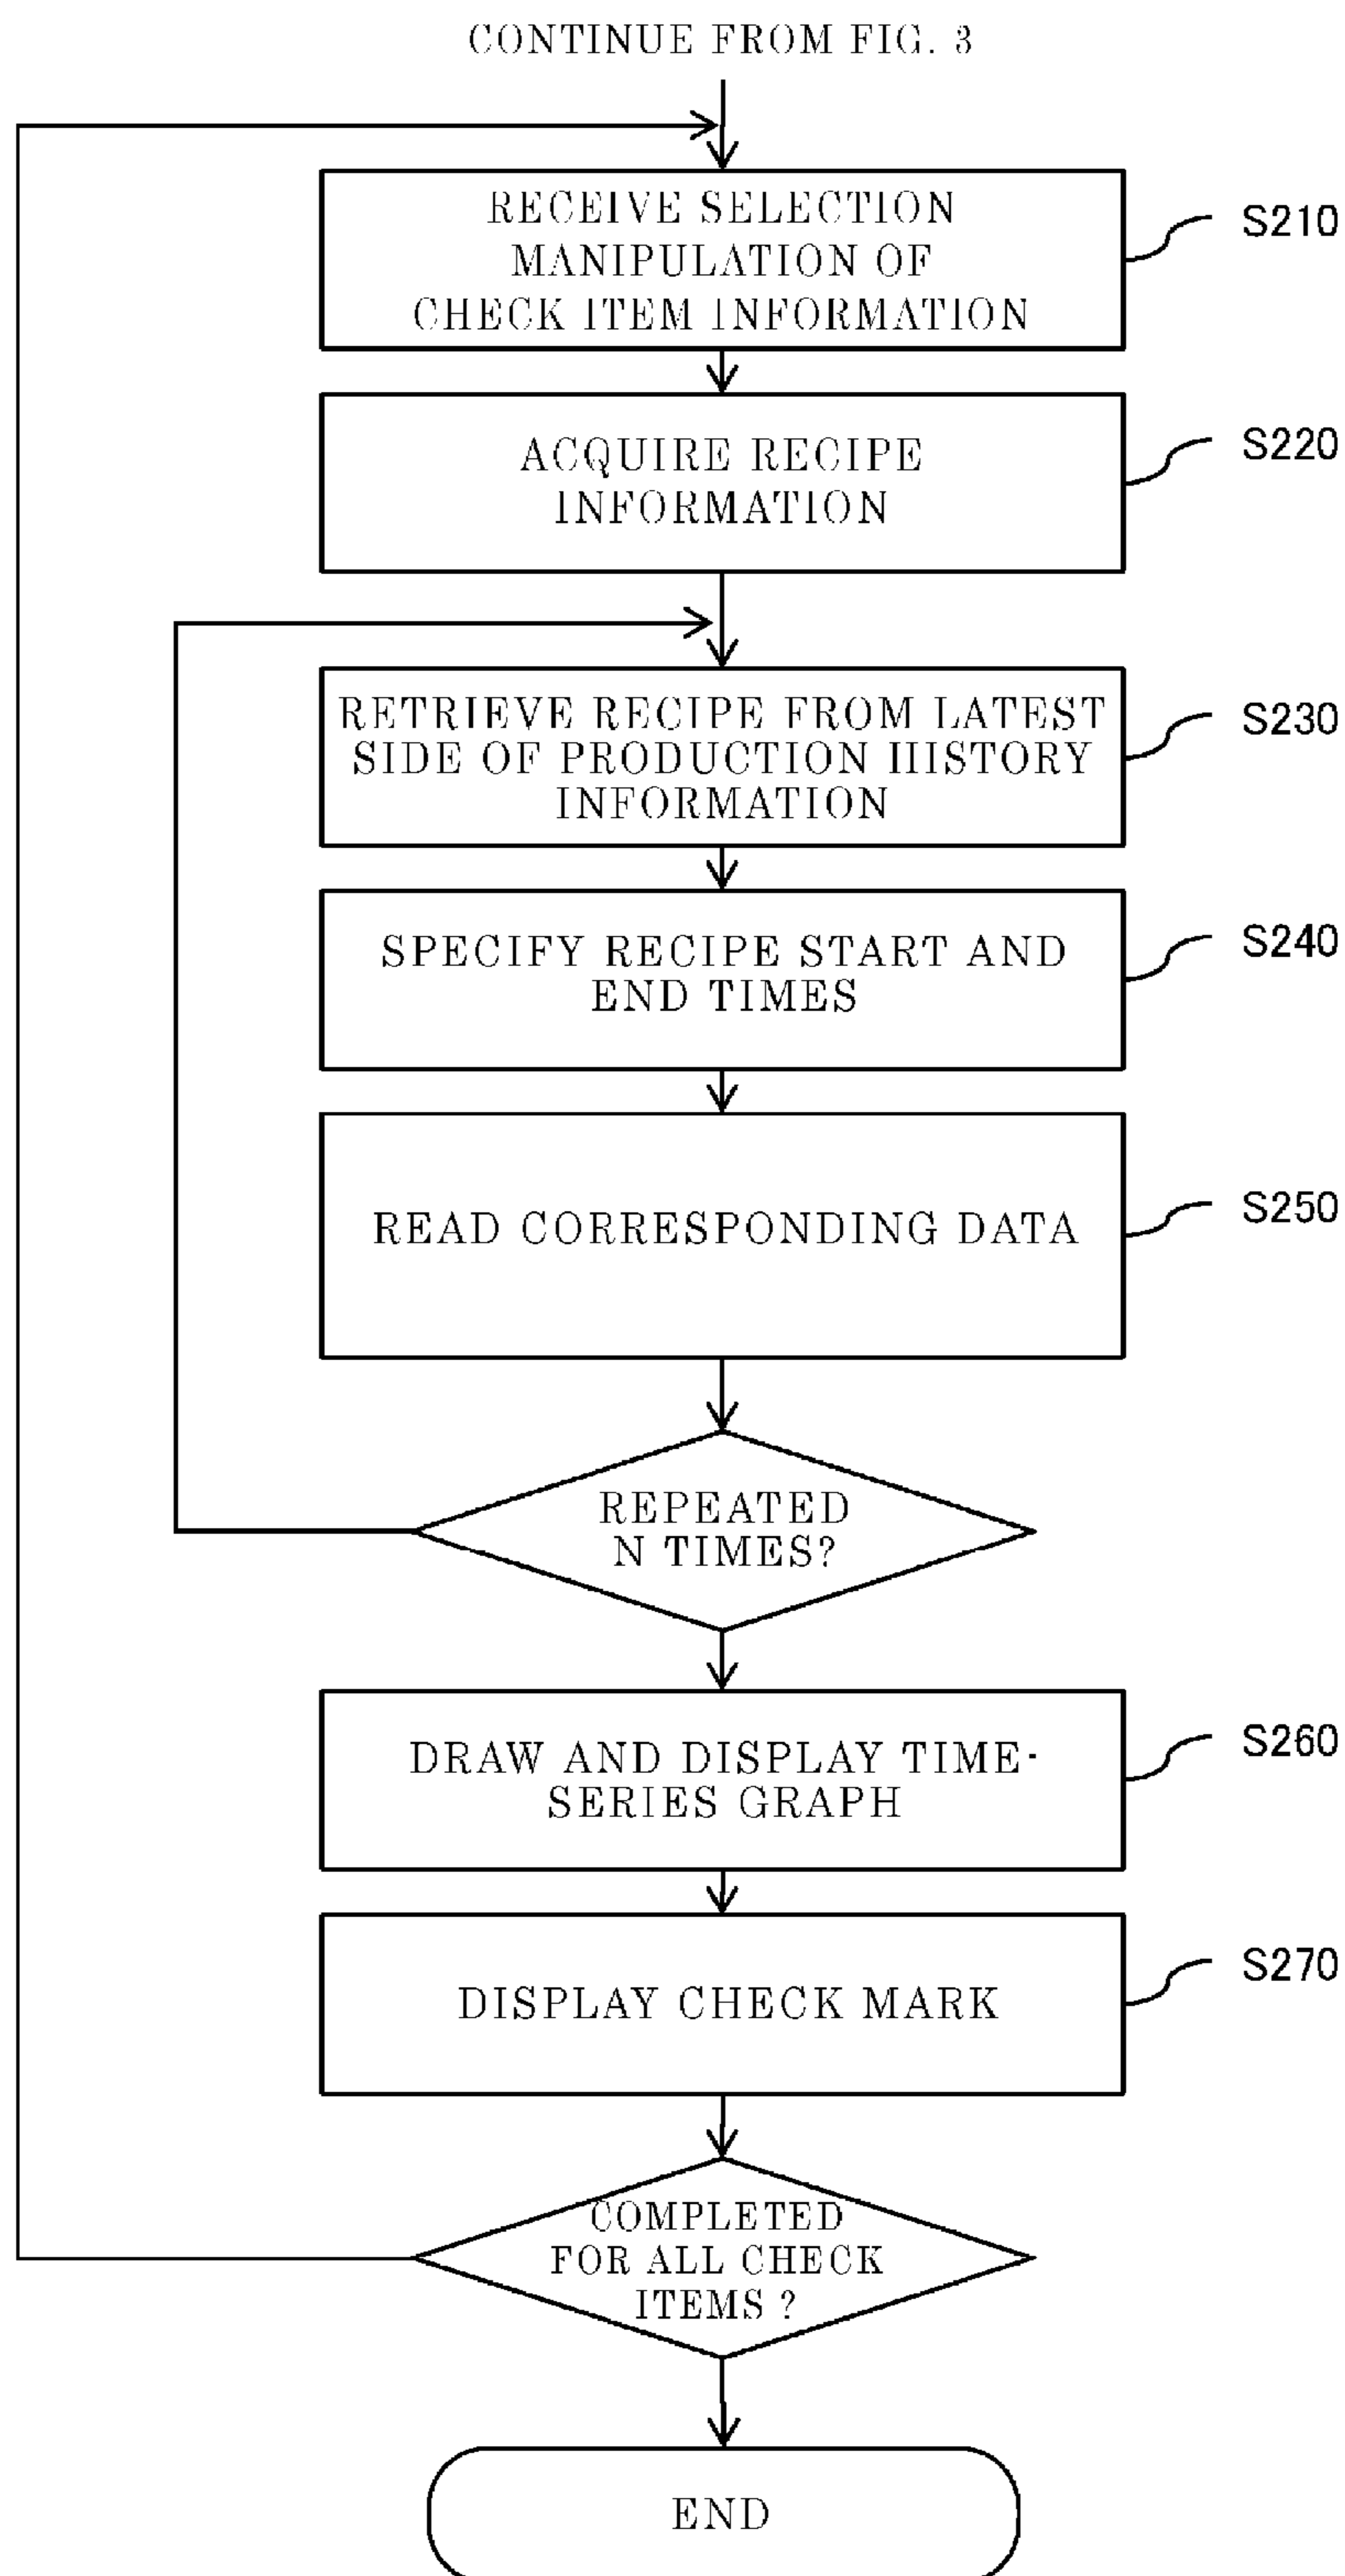 CONTINUE FROM FIG. 3
RECEIVE SELECTION
MANIPULATION OF
CHECK ITEM INFORMATION
S210
ACQUIRE RECIPE
INFORMATION
S220
RETRIEVE RECIPE FROM LATEST
SIDE OF PRODUCTION HISTORY
INFORMATION
S230
SPECIFY RECIPE START AND
END TIMES
S240
READ CORRESPONDING DATA
S250
REPEATED
N TIMES?
DRAW AND DISPLAY TIME-
SERIES GRAPH
S260
DISPLAY CHECK MARK
S270
COMPLETED
FOR ALL CHECK
ITEMS ?
END